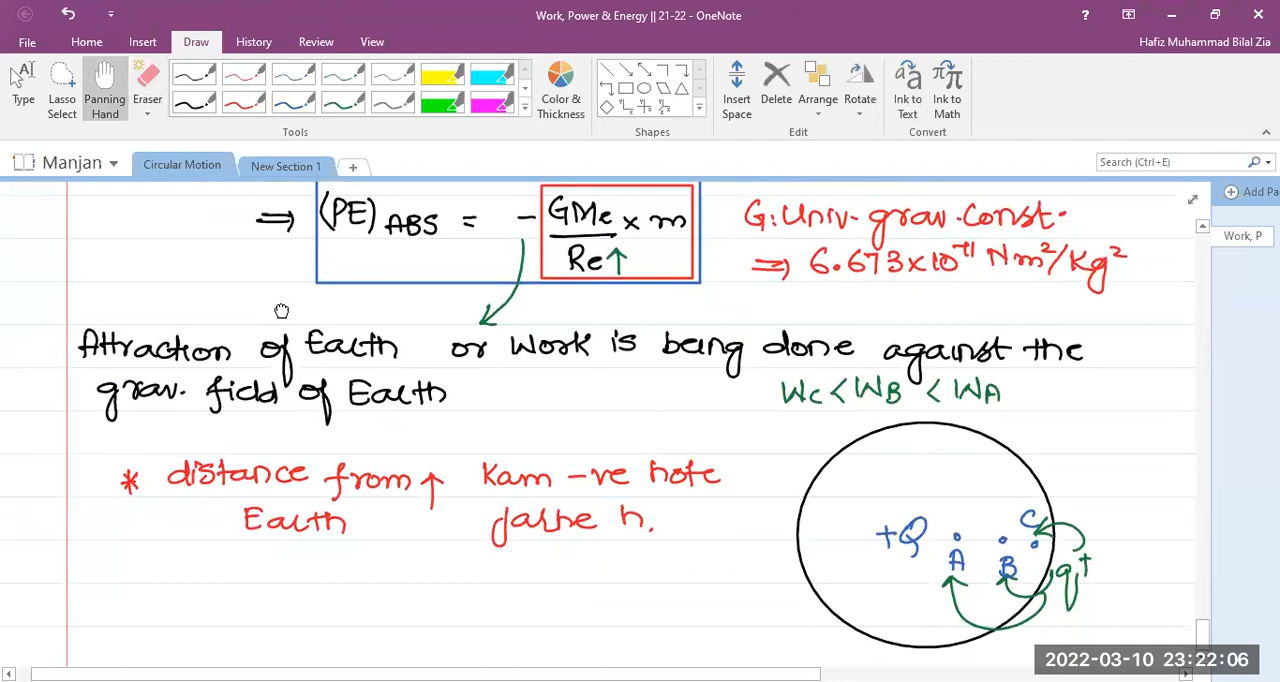 Work, Power & Energy || 21-22 - OneNote
File Home Insert Draw History Review View Hafiz Muhammad Bilal Zia
Type Lasso Select Panning Hand Eraser Color & Thickness Insert Space Delete Arrange Rotate Ink to Text Ink to Math
Tools Shapes Edit Convert
Manjan Circular Motion New Section 1 Search (Ctrl+E)
Add Pa
Work, P
⇒ (PE) ABS = - GMe/Re ↑ × m
G: Univ. grav. Const.
⇒ 6.673×10⁻¹¹ Nm²/Kg²
Attraction of Earth or Work is being done against the
grav. field of Earth
Wc < WB < WA
* distance from ↑ Kam -ve hote
Earth jathe h.
+Q A B C q+
2022-03-10 23:22:06